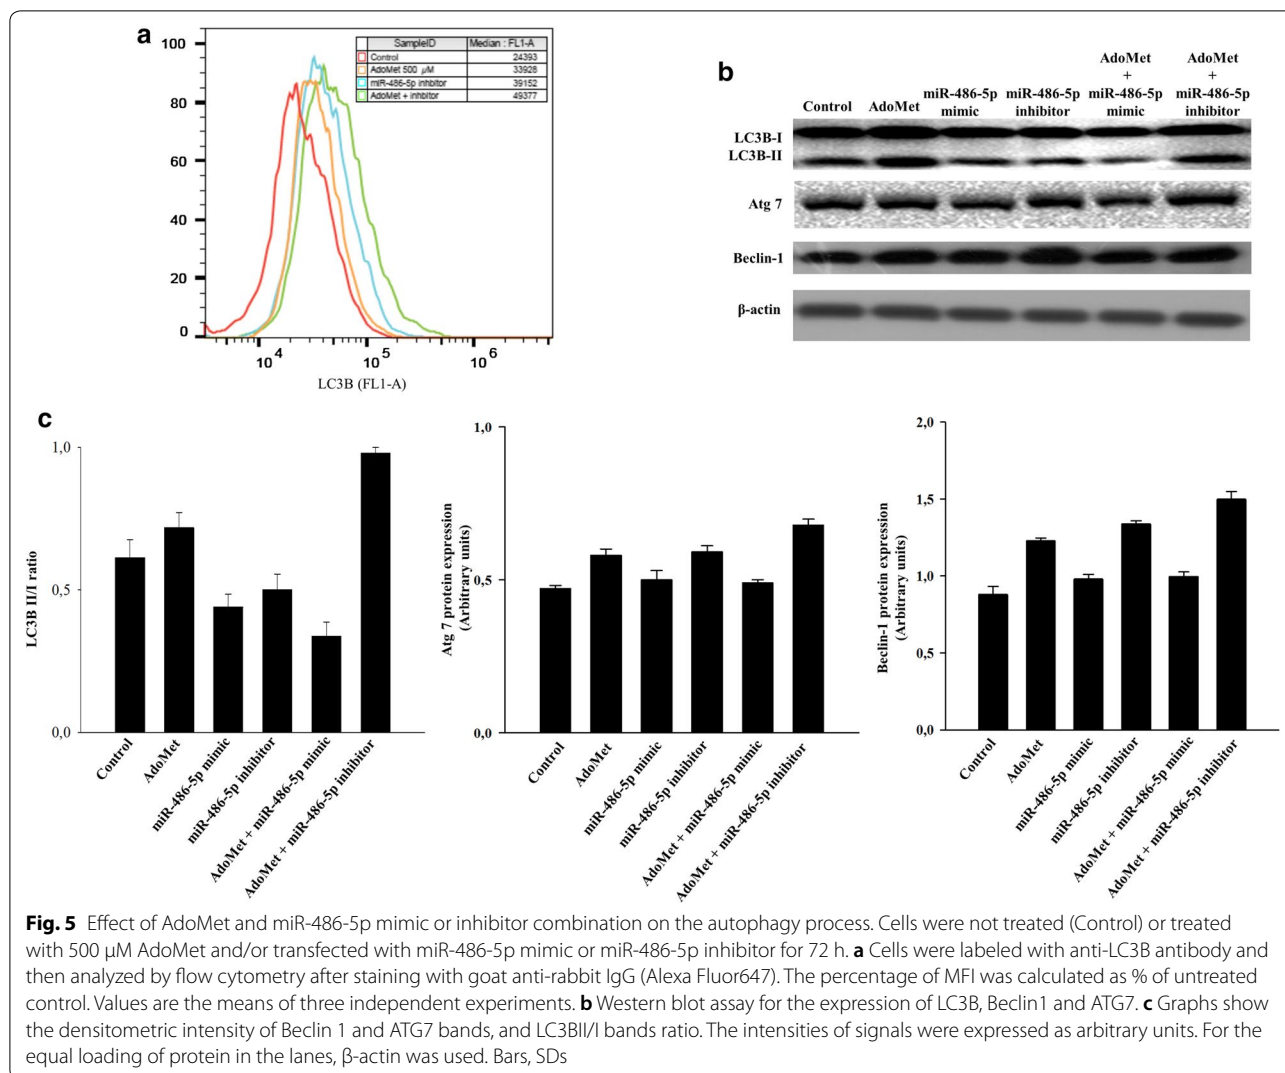 a
100
80
60
40
20
0
10^4
10^5
10^6
LC3B (FL1-A)
SampleID Median : FL1-A
Control 24393
AdoMet 500 μM 33928
miR-486-5p inhbitor 39152
AdoMet + inhbitor 49377
b
Control
AdoMet
miR-486-5p
mimic
miR-486-5p
inhibitor
AdoMet
+
miR-486-5p
mimic
AdoMet
+
miR-486-5p
inhibitor
LC3B-I
LC3B-II
Atg 7
Beclin-1
β-actin
c
LC3B II/I ratio
1,0
0,5
0,0
Control
AdoMet
miR-486-5p mimic
miR-486-5p inhibitor
AdoMet + miR-486-5p mimic
AdoMet + miR-486-5p inhibitor
Atg 7 protein expression
(Arbitrary units)
1,0
0,5
0,0
Control
AdoMet
miR-486-5p mimic
miR-486-5p inhibitor
AdoMet + miR-486-5p mimic
AdoMet + miR-486-5p inhibitor
Beclin-1 protein expression
(Arbitrary units)
2,0
1,5
1,0
0,5
0,0
Control
AdoMet
miR-486-5p mimic
miR-486-5p inhibitor
AdoMet + miR-486-5p mimic
AdoMet + miR-486-5p inhibitor
Fig. 5 Effect of AdoMet and miR-486-5p mimic or inhibitor combination on the autophagy process. Cells were not treated (Control) or treated
with 500 μM AdoMet and/or transfected with miR-486-5p mimic or miR-486-5p inhibitor for 72 h. a Cells were labeled with anti-LC3B antibody and
then analyzed by flow cytometry after staining with goat anti-rabbit IgG (Alexa Fluor647). The percentage of MFI was calculated as % of untreated
control. Values are the means of three independent experiments. b Western blot assay for the expression of LC3B, Beclin1 and ATG7. c Graphs show
the densitometric intensity of Beclin 1 and ATG7 bands, and LC3BII/I bands ratio. The intensities of signals were expressed as arbitrary units. For the
equal loading of protein in the lanes, β-actin was used. Bars, SDs